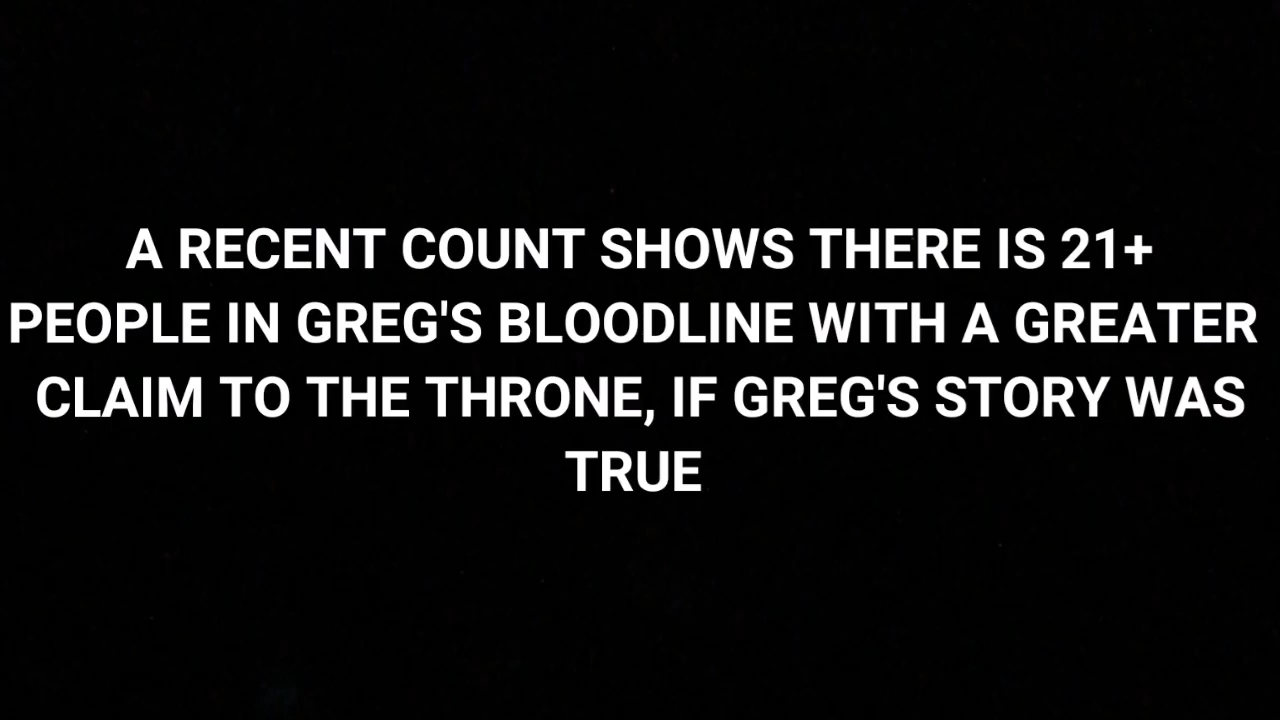 A RECENT COUNT SHOWS THERE IS 21+
PEOPLE IN GREG'S BLOODLINE WITH A GREATER
CLAIM TO THE THRONE, IF GREG'S STORY WAS
TRUE